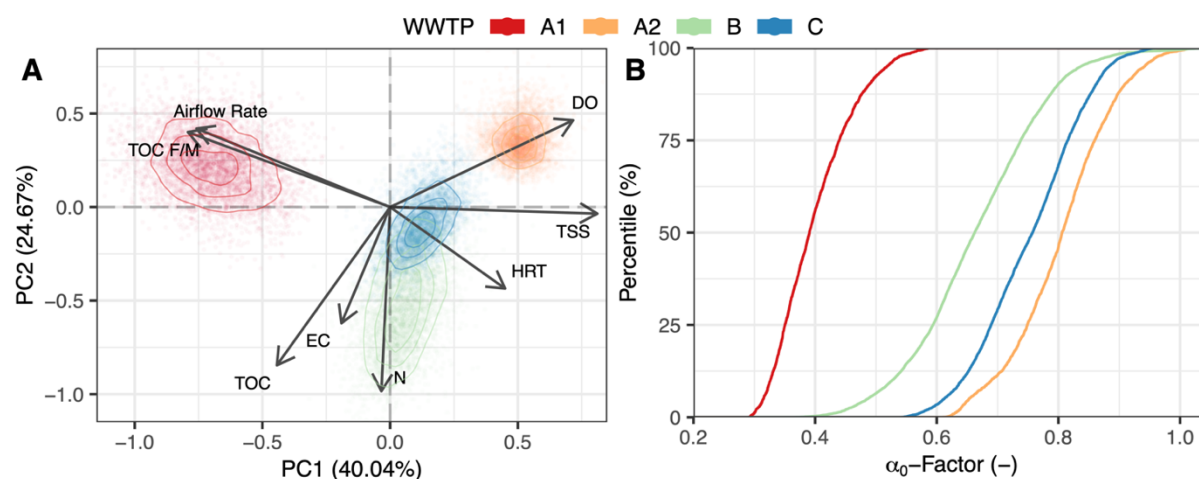 WWTP A1 A2 B C
A
B
PC2 (24.67%)
0.5
0.0
−0.5
−1.0
Airflow Rate
TOC F/M
DO
TSS
HRT
EC
TOC
N
−1.0 −0.5 0.0 0.5
PC1 (40.04%)
Percentile (%)
100
75
50
25
0
0.2 0.4 0.6 0.8 1.0
α₀−Factor (−)